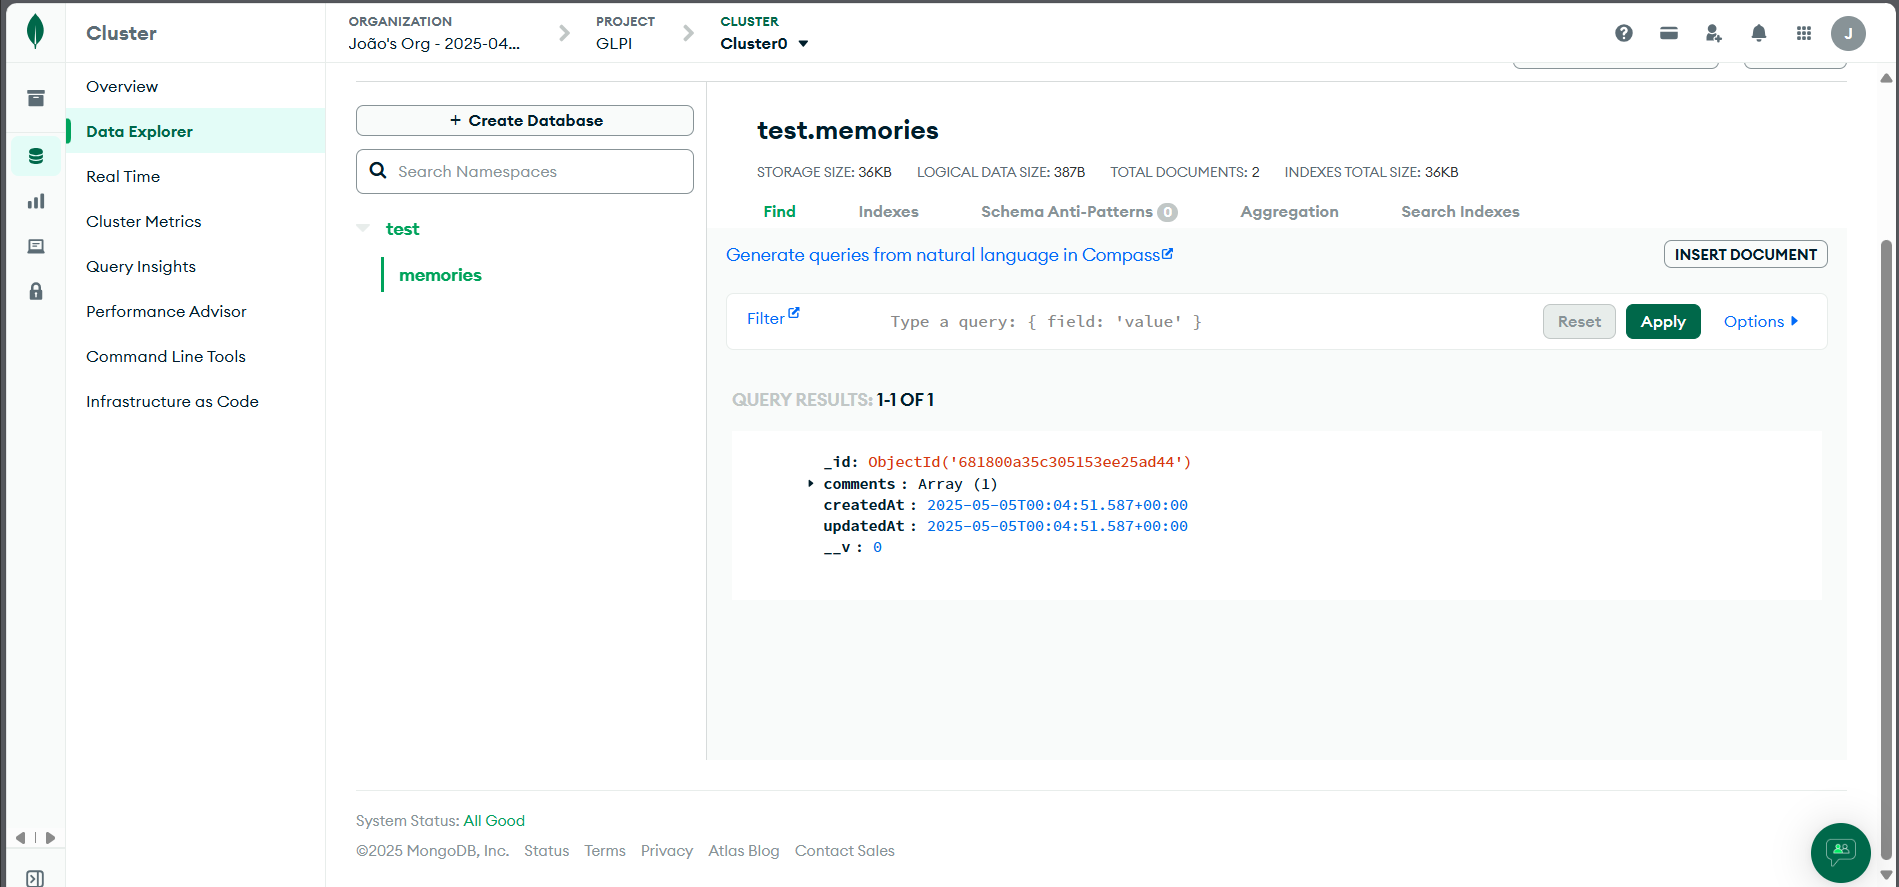 Cluster
ORGANIZATION
João's Org - 2025-04...
PROJECT
GLPI
CLUSTER
Cluster0
J
Overview
Data Explorer
Real Time
Cluster Metrics
Query Insights
Performance Advisor
Command Line Tools
Infrastructure as Code
+ Create Database
Search Namespaces
test
memories
test.memories
STORAGE SIZE: 36KB LOGICAL DATA SIZE: 387B TOTAL DOCUMENTS: 2 INDEXES TOTAL SIZE: 36KB
Find Indexes Schema Anti-Patterns 0 Aggregation Search Indexes
Generate queries from natural language in Compass
INSERT DOCUMENT
Filter Type a query: { field: 'value' } Reset Apply Options
QUERY RESULTS: 1-1 OF 1
_id: ObjectId('681800a35c305153ee25ad44')
comments : Array (1)
createdAt : 2025-05-05T00:04:51.587+00:00
updatedAt : 2025-05-05T00:04:51.587+00:00
__v : 0
System Status: All Good
©2025 MongoDB, Inc. Status Terms Privacy Atlas Blog Contact Sales